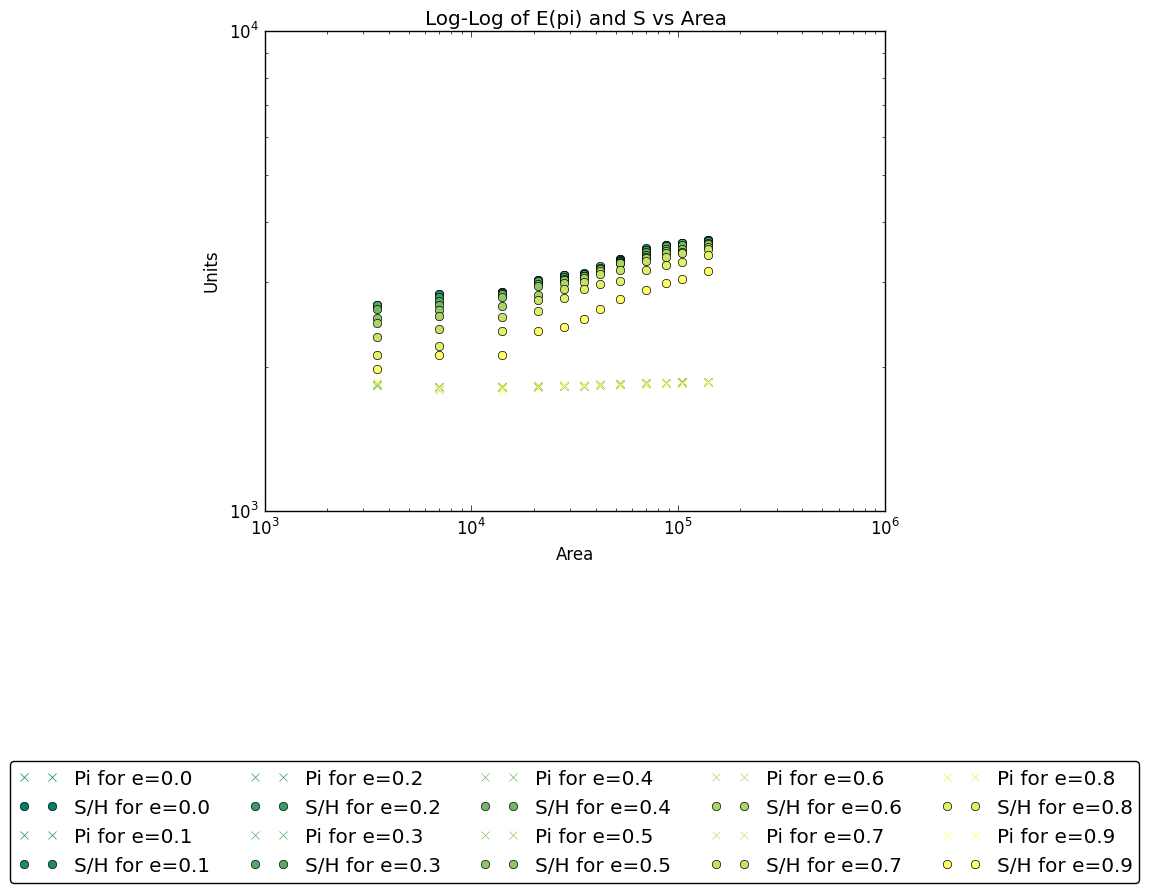 Log-Log of E(pi) and S vs Area
10^4
Units
10^3
10^3 10^4 10^5 10^6
Area
Pi for e=0.0 Pi for e=0.2 Pi for e=0.4 Pi for e=0.6 Pi for e=0.8
S/H for e=0.0 S/H for e=0.2 S/H for e=0.4 S/H for e=0.6 S/H for e=0.8
Pi for e=0.1 Pi for e=0.3 Pi for e=0.5 Pi for e=0.7 Pi for e=0.9
S/H for e=0.1 S/H for e=0.3 S/H for e=0.5 S/H for e=0.7 S/H for e=0.9